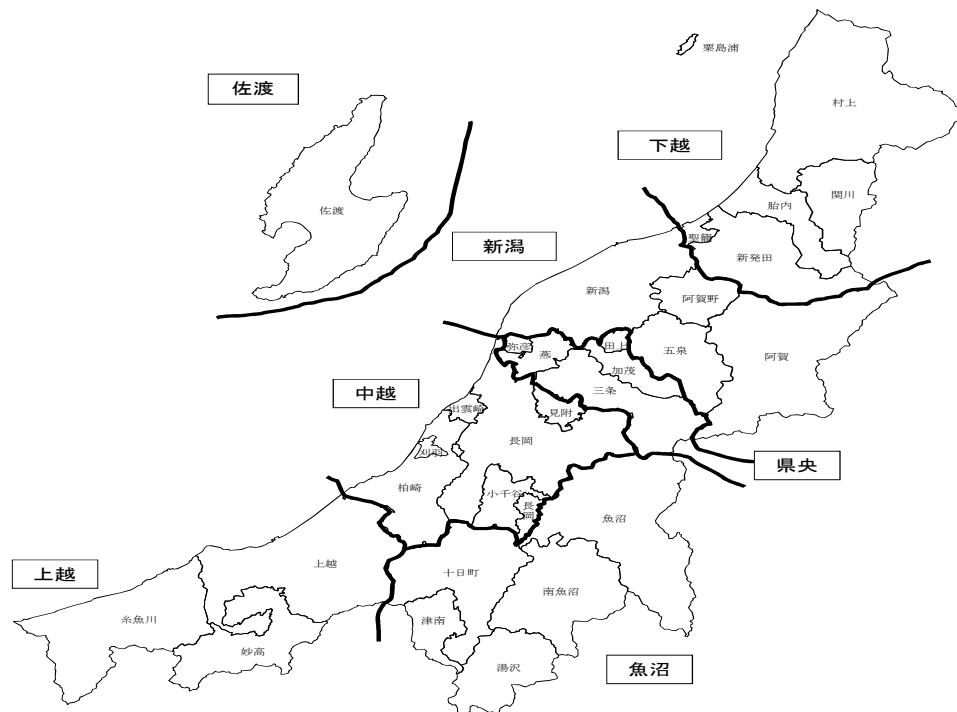 粟島浦
佐渡
村上
下越
関川
胎内
佐渡
聖籠
新潟
新発田
新潟
阿賀野
弥彦
燕
田上
五泉
阿賀
加茂
三条
中越
出雲崎
見附
長岡
刈羽
県央
柏崎
小千谷
長岡
魚沼
上越
上越
十日町
南魚沼
糸魚川
津南
妙高
湯沢
魚沼